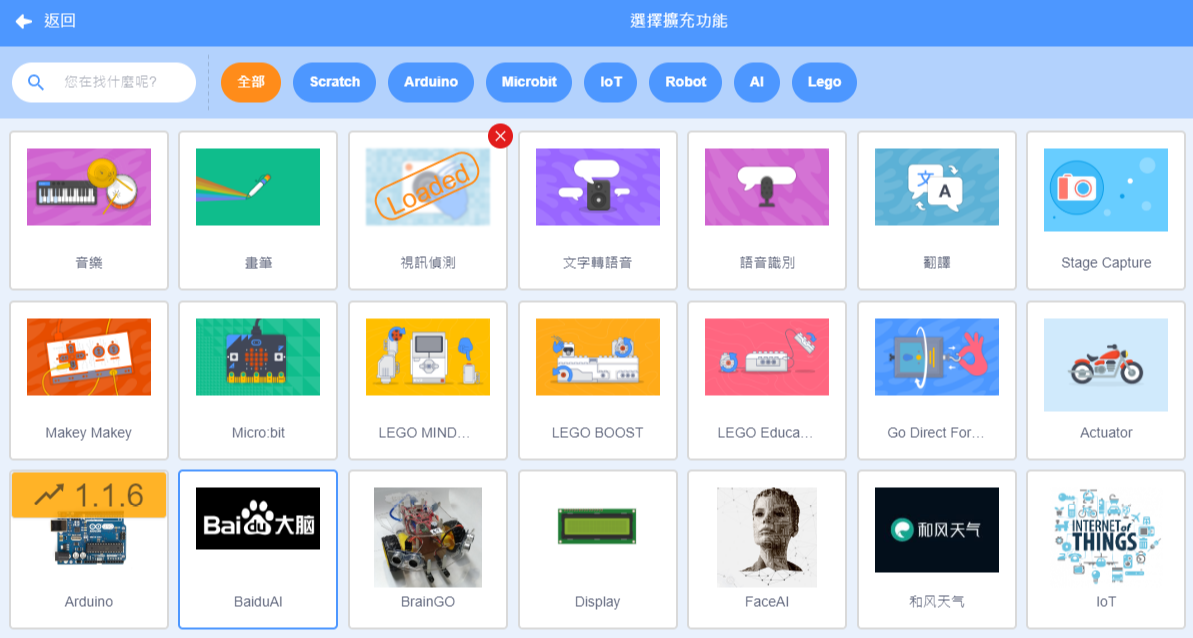 返回
選擇擴充功能
您在找什麼呢?
全部
Scratch
Arduino
Microbit
IoT
Robot
AI
Lego
Loaded
音樂
畫筆
視訊偵測
文字轉語音
語音識別
文
A
翻譯
Stage Capture
Makey Makey
Micro:bit
LEGO MIND...
LEGO BOOST
LEGO Educa...
Go Direct For...
Actuator
1.1.6
Arduino
Bai du 大脑
BaiduAI
BrainGO
Display
FaceAI
和风天气
和风天气
INTERNET of
THINGS
IoT